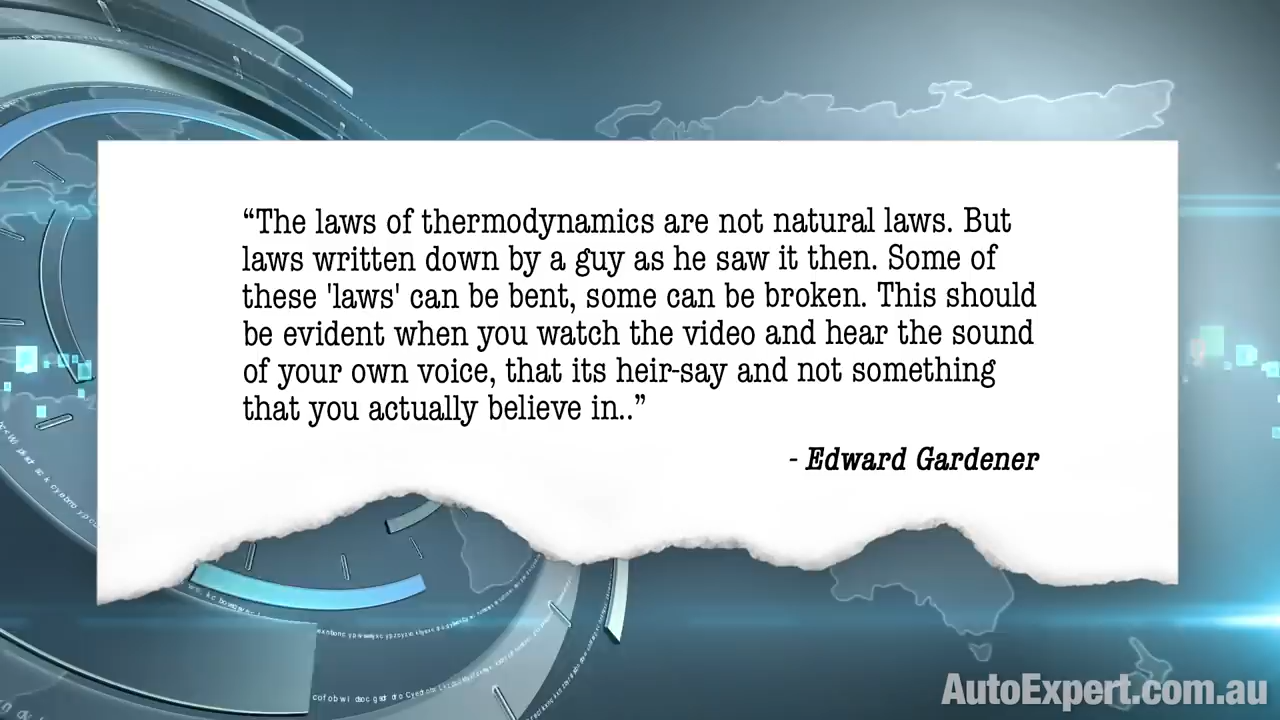 “The laws of thermodynamics are not natural laws. But
laws written down by a guy as he saw it then. Some of
these 'laws' can be bent, some can be broken. This should
be evident when you watch the video and hear the sound
of your own voice, that its heir-say and not something
that you actually believe in..”
- Edward Gardener
AutoExpert.com.au